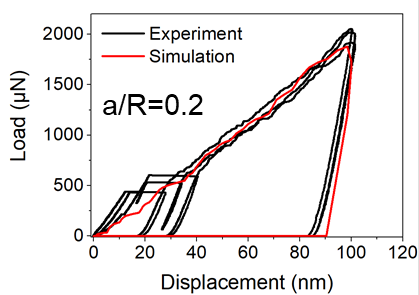 Experiment
Simulation
a/R=0.2
Load (μN)
2000
1500
1000
500
0
0 20 40 60 80 100 120
Displacement (nm)